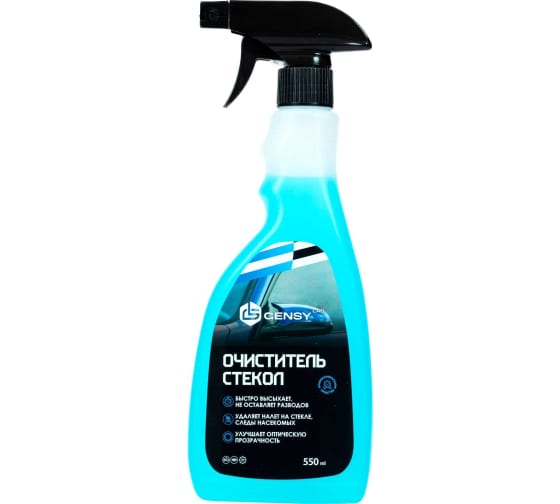 CENSY
ОЧИСТИТЕЛЬ
СТЕКОЛ
БЫСТРО ВЫСЫХАЕТ,
НЕ ОСТАВЛЯЕТ РАЗВОДОВ
УДАЛЯЕТ НАЛЕТ НА СТЕКЛЕ,
СЛЕДЫ НАСЕКОМЫХ
УЛУЧШАЕТ ОПТИЧЕСКУЮ
ПРОЗРАЧНОСТЬ
550 ml